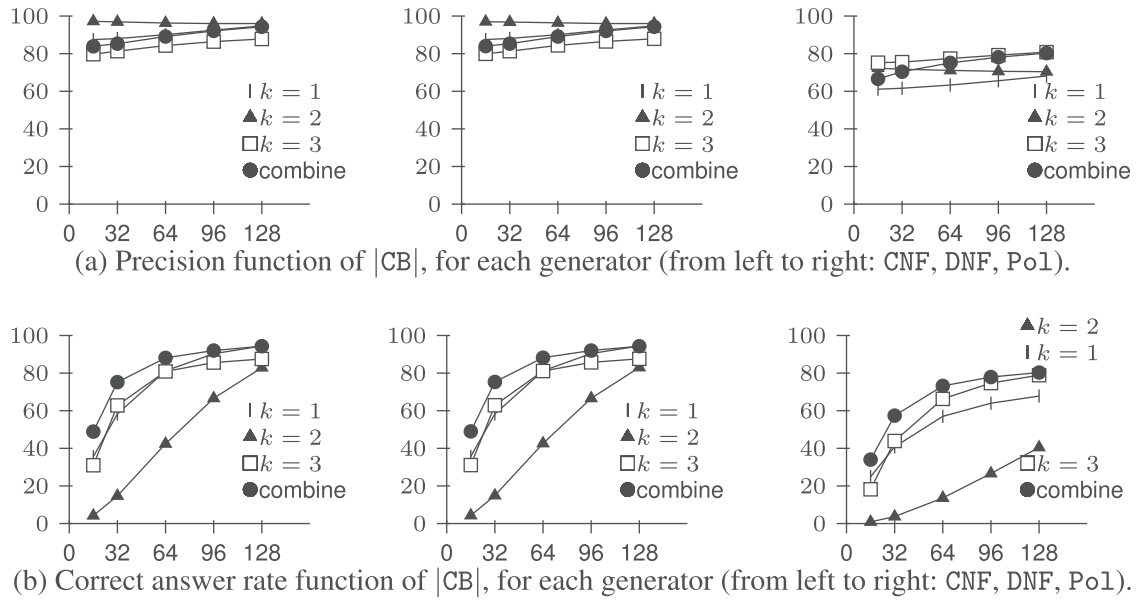 100
80
60
40
20
0
0 32 64 96 128
k = 1
k = 2
k = 3
combine
100
80
60
40
20
0
0 32 64 96 128
k = 1
k = 2
k = 3
combine
100
80
60
40
20
0
0 32 64 96 128
k = 1
k = 2
k = 3
combine
(a) Precision function of |CB|, for each generator (from left to right: CNF, DNF, Pol).
100
80
60
40
20
0
0 32 64 96 128
k = 1
k = 2
k = 3
combine
100
80
60
40
20
0
0 32 64 96 128
k = 1
k = 2
k = 3
combine
100
80
60
40
20
0
0 32 64 96 128
k = 2
k = 1
k = 3
combine
(b) Correct answer rate function of |CB|, for each generator (from left to right: CNF, DNF, Pol).